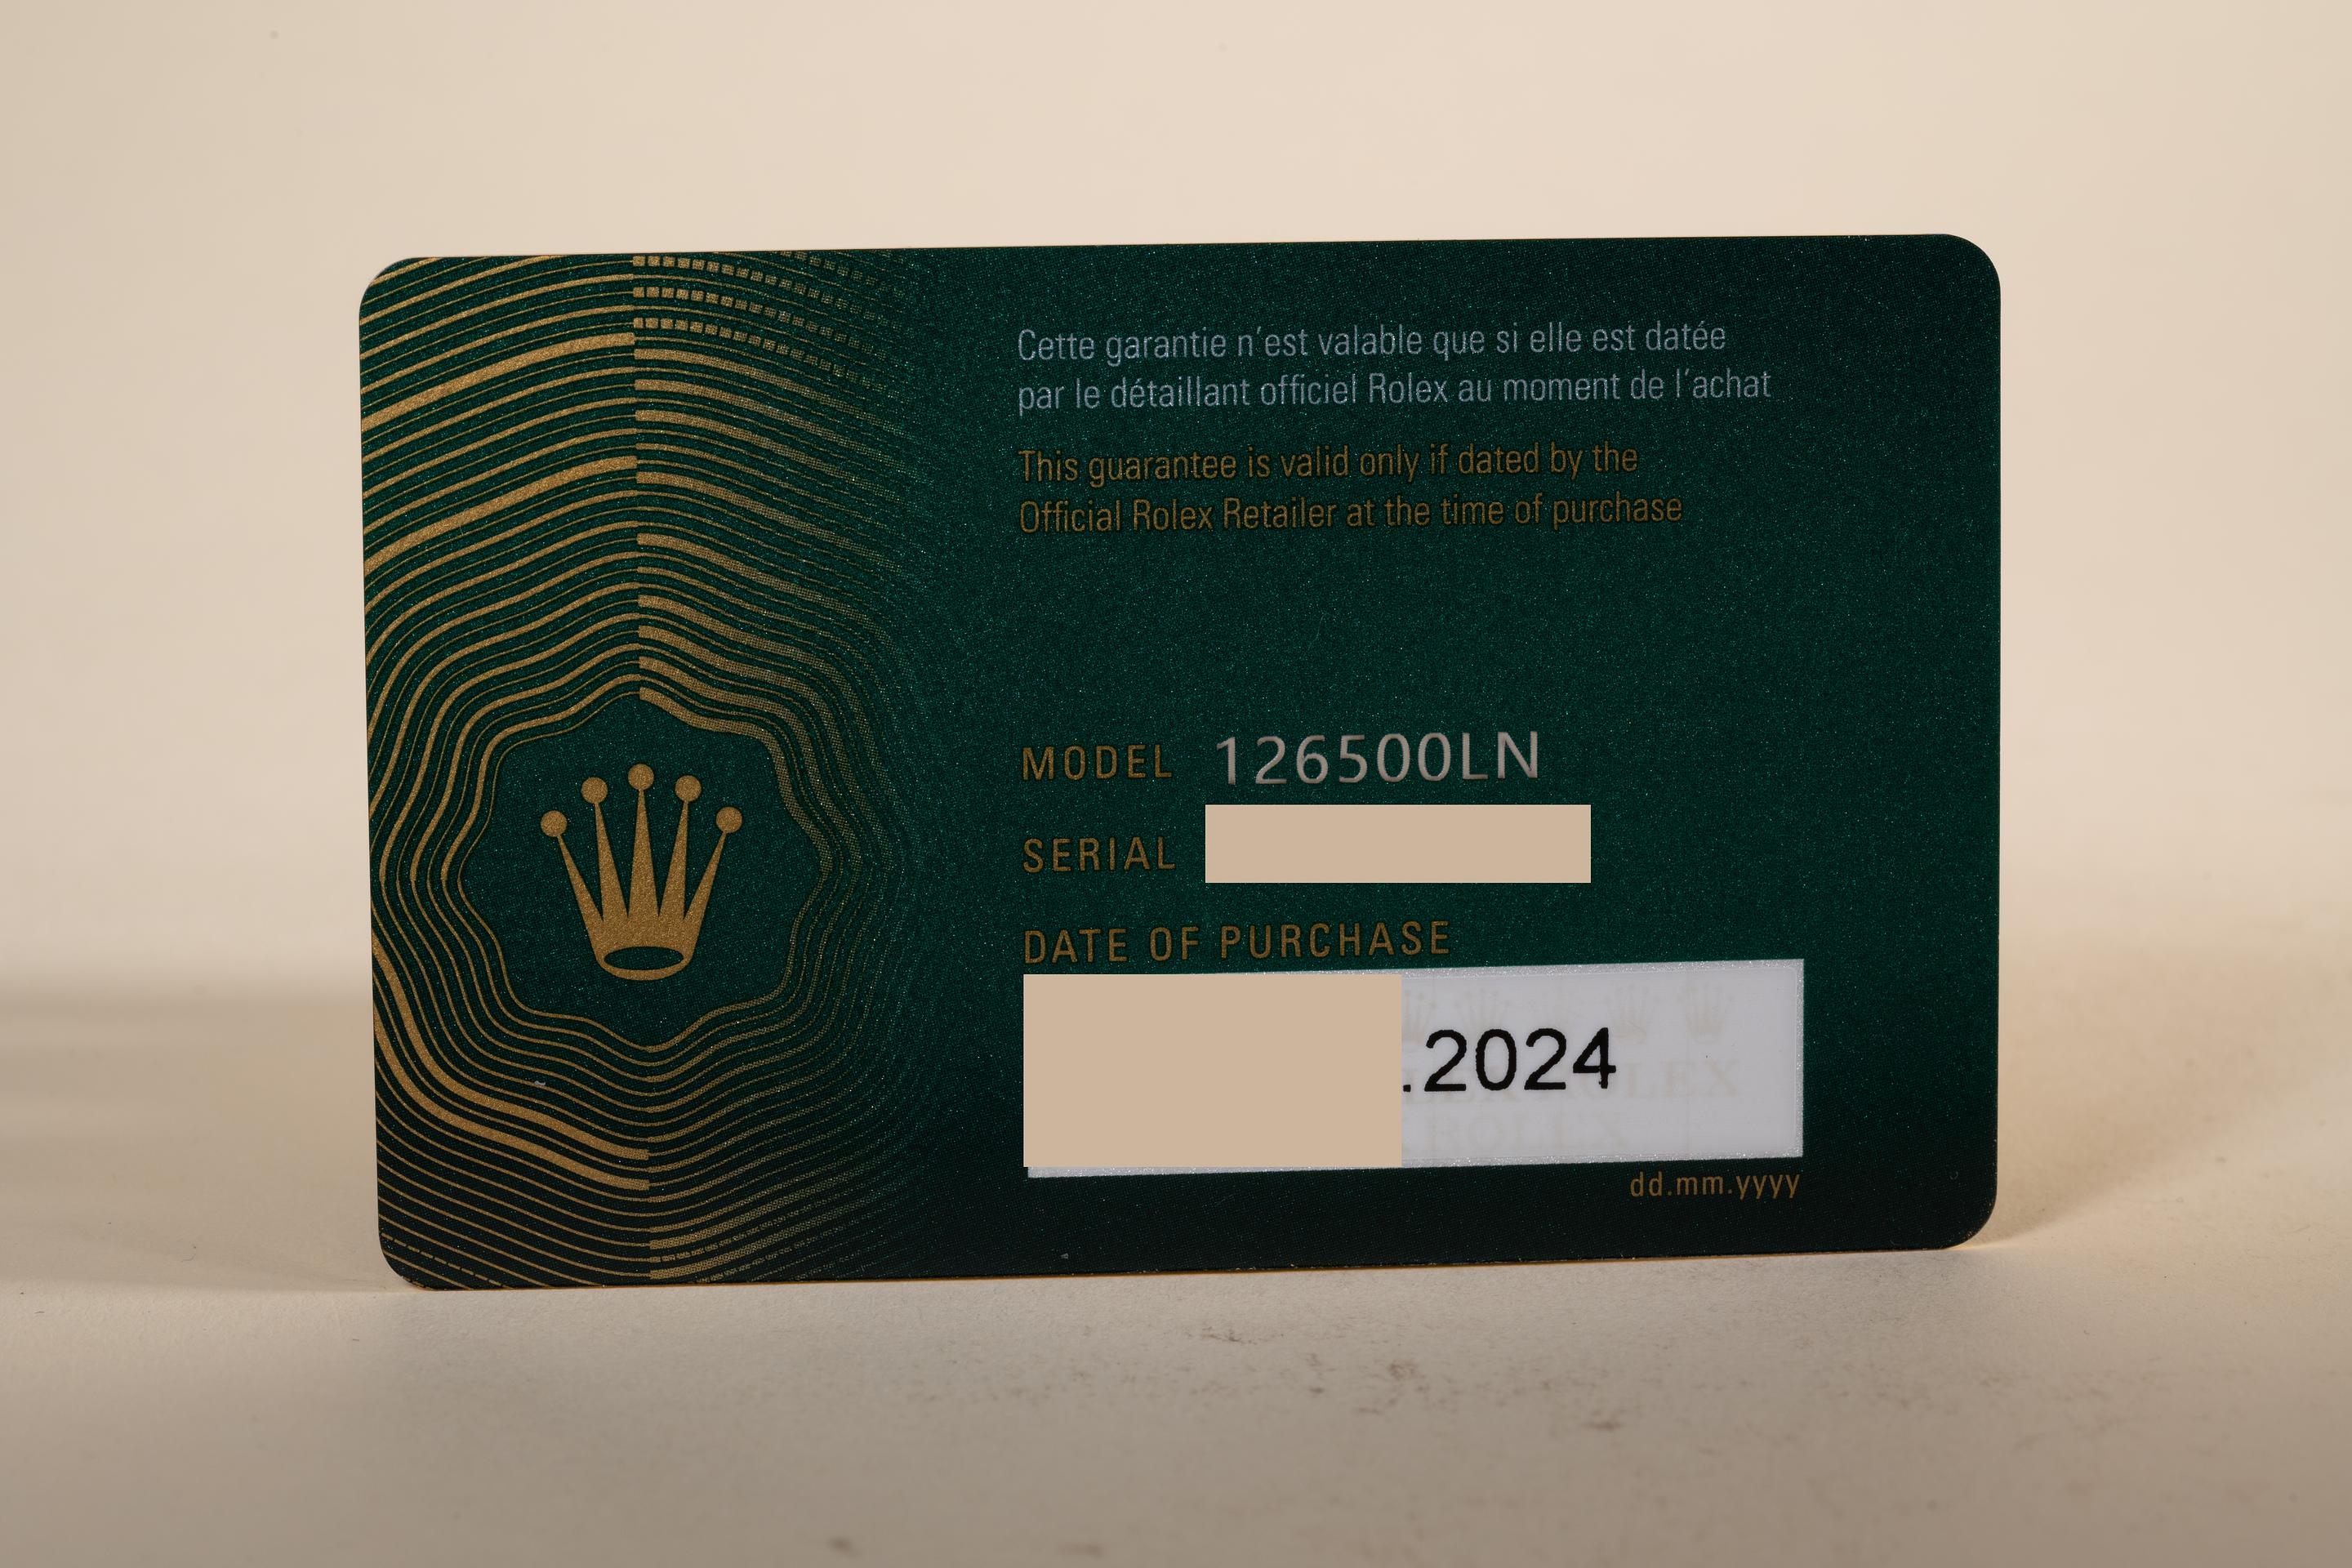 Cette garantie n'est valable que si elle est datée
par le détaillant officiel Rolex au moment de l'achat
This guarantee is valid only if dated by the
Official Rolex Retailer at the time of purchase
MODEL 126500LN
SERIAL
DATE OF PURCHASE
.2024
ROLEX
ROLEX
dd.mm.yyyy